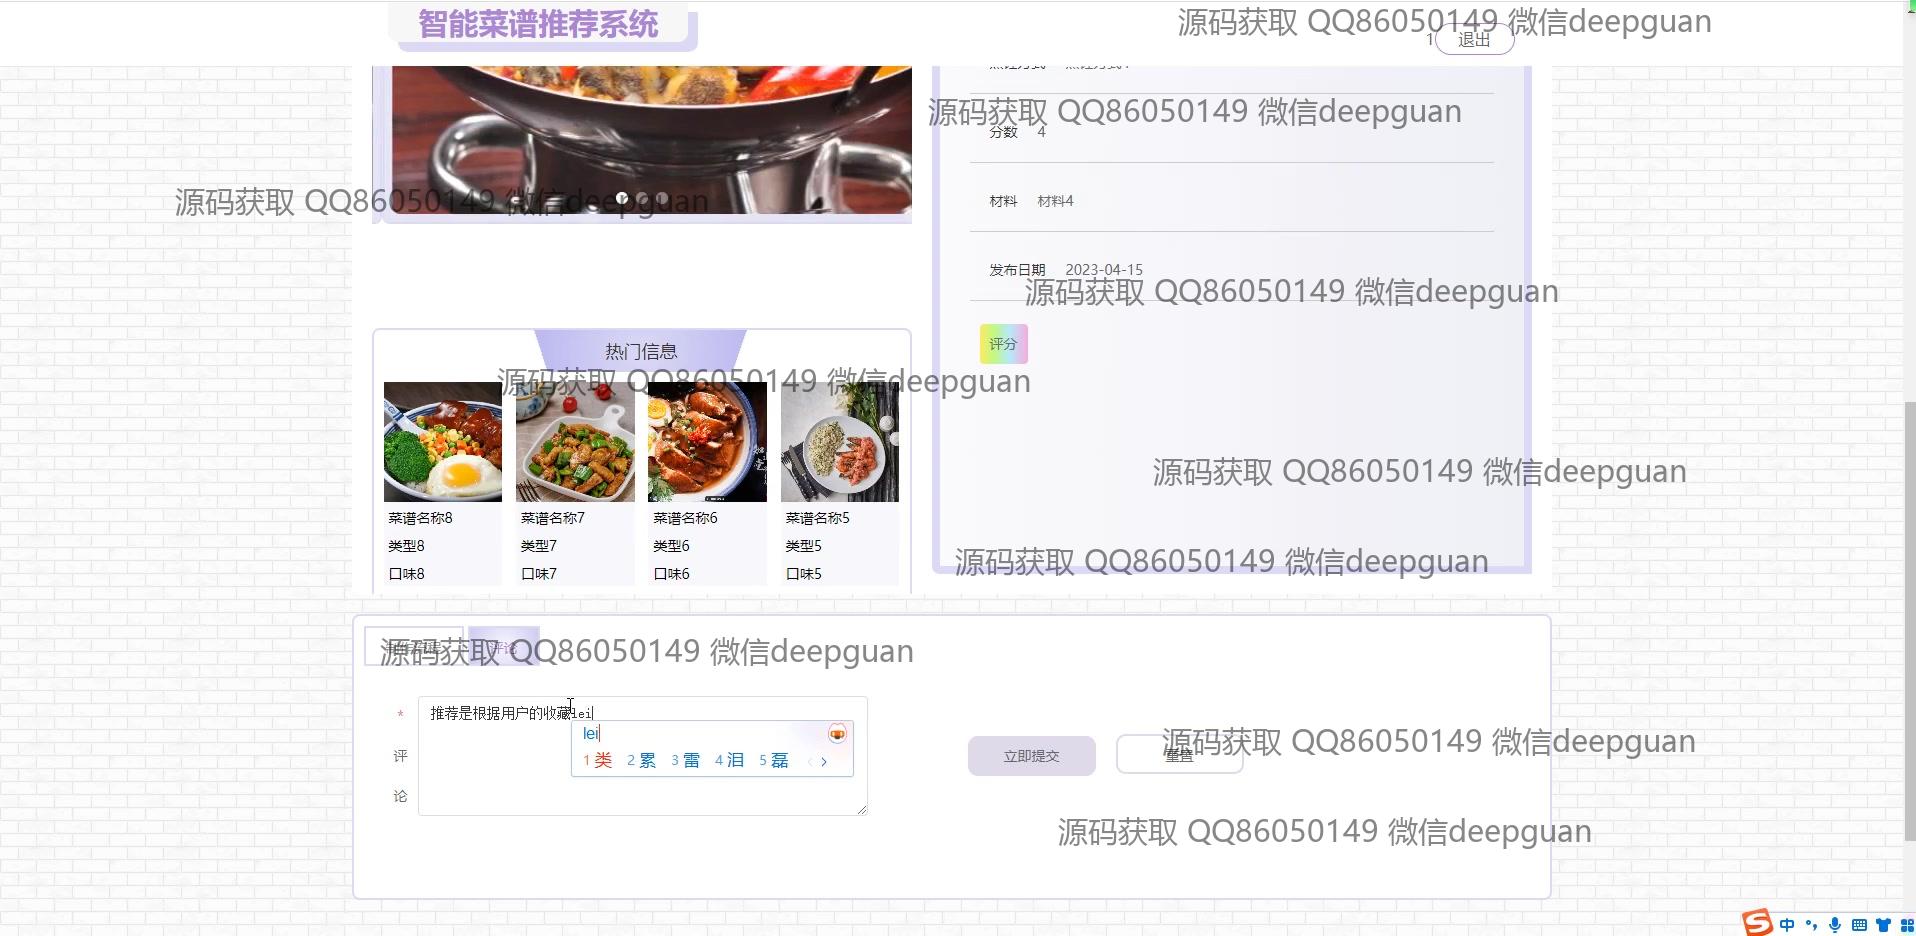 智能菜谱推荐系统
源码获取 QQ86050149 微信deepguan
1
退出
源码获取 QQ86050149 微信deepguan
分数 4
源码获取 QQ86050149 微信deepguan
材料 材料4
发布日期 2023-04-15
源码获取 QQ86050149 微信deepguan
评分
热门信息
源码获取 QQ86050149 微信deepguan
菜谱名称8
类型8
口味8
菜谱名称7
类型7
口味7
菜谱名称6
类型6
口味6
菜谱名称5
类型5
口味5
源码获取 QQ86050149 微信deepguan
源码获取 QQ86050149 微信deepguan
评论
源码获取 QQ86050149 微信deepguan
* 评论
推荐是根据用户的收藏lei
lei
1 类 2 累 3 雷 4 泪 5 磊
立即提交
重置
源码获取 QQ86050149 微信deepguan
源码获取 QQ86050149 微信deepguan
中